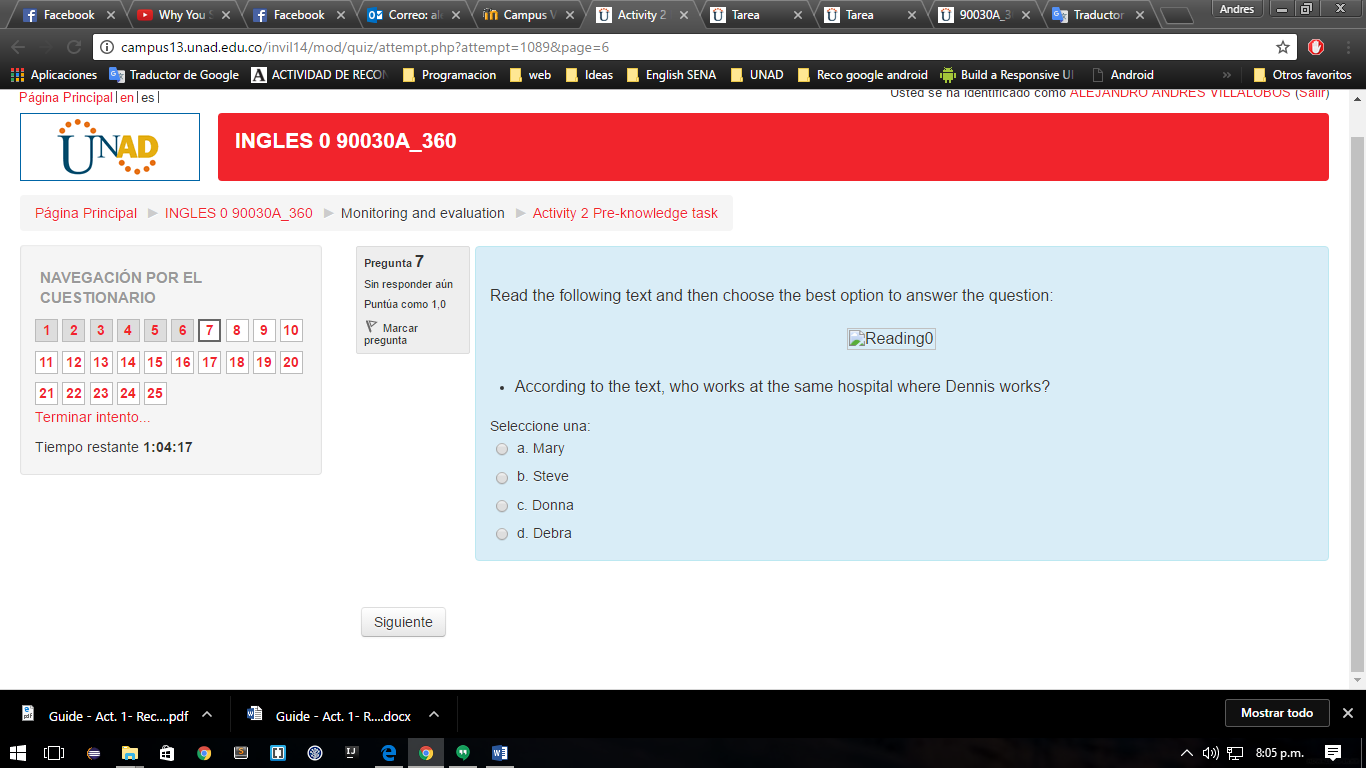 Facebook
Why You
Facebook
Correo: al
Campus V
Activity 2
Tarea
Tarea
90030A_3
Traductor
Andres
campus13.unad.edu.co/invil14/mod/quiz/attempt.php?attempt=1089&page=6
Aplicaciones
Traductor de Google
ACTIVIDAD DE RECON
Programacion
web
Ideas
English SENA
UNAD
Reco google android
Build a Responsive UI
Android
»
Otros favoritos
Página Principal | en | es |
Usted se ha identificado como ALEJANDRO ANDRES VILLALOBOS (Salir)
UNAD
INGLES 0 90030A_360
Página Principal ► INGLES 0 90030A_360 ► Monitoring and evaluation ► Activity 2 Pre-knowledge task
NAVEGACIÓN POR EL
CUESTIONARIO
1 2 3 4 5 6 7 8 9 10
11 12 13 14 15 16 17 18 19 20
21 22 23 24 25
Terminar intento...
Tiempo restante 1:04:17
Pregunta 7
Sin responder aún
Puntúa como 1,0
Marcar
pregunta
Read the following text and then choose the best option to answer the question:
Reading0
• According to the text, who works at the same hospital where Dennis works?
Seleccione una:
a. Mary
b. Steve
c. Donna
d. Debra
Siguiente
Guide - Act. 1- Rec....pdf
Guide - Act. 1- R....docx
Mostrar todo
8:05 p.m.